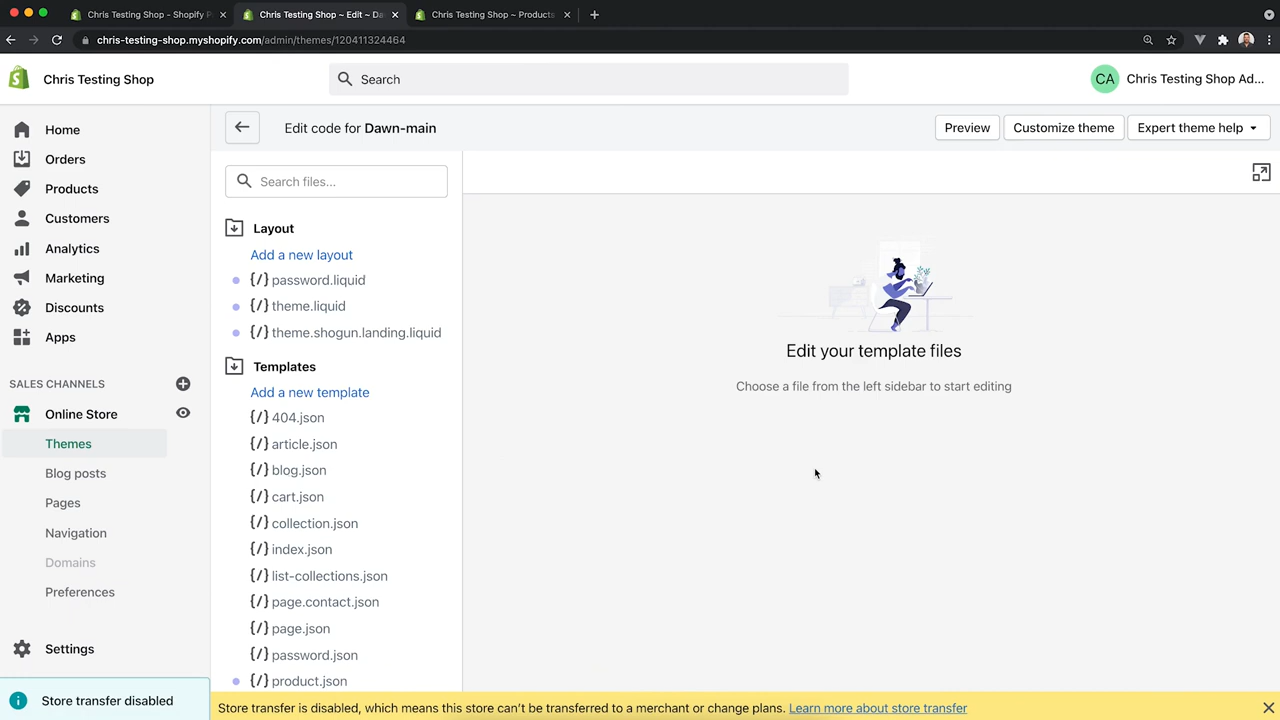 Chris Testing Shop - Shopify P
Chris Testing Shop ~ Edit ~ Da
Chris Testing Shop ~ Products
chris-testing-shop.myshopify.com/admin/themes/120411324464
Chris Testing Shop
Search
CA
Chris Testing Shop Ad...
Home
Orders
Products
Customers
Analytics
Marketing
Discounts
Apps
SALES CHANNELS
Online Store
Themes
Blog posts
Pages
Navigation
Domains
Preferences
Settings
Store transfer disabled
Edit code for Dawn-main
Preview
Customize theme
Expert theme help
Search files...
Layout
Add a new layout
{/} password.liquid
{/} theme.liquid
{/} theme.shogun.landing.liquid
Templates
Add a new template
{/} 404.json
{/} article.json
{/} blog.json
{/} cart.json
{/} collection.json
{/} index.json
{/} list-collections.json
{/} page.contact.json
{/} page.json
{/} password.json
{/} product.json
Edit your template files
Choose a file from the left sidebar to start editing
Store transfer is disabled, which means this store can't be transferred to a merchant or change plans. Learn more about store transfer